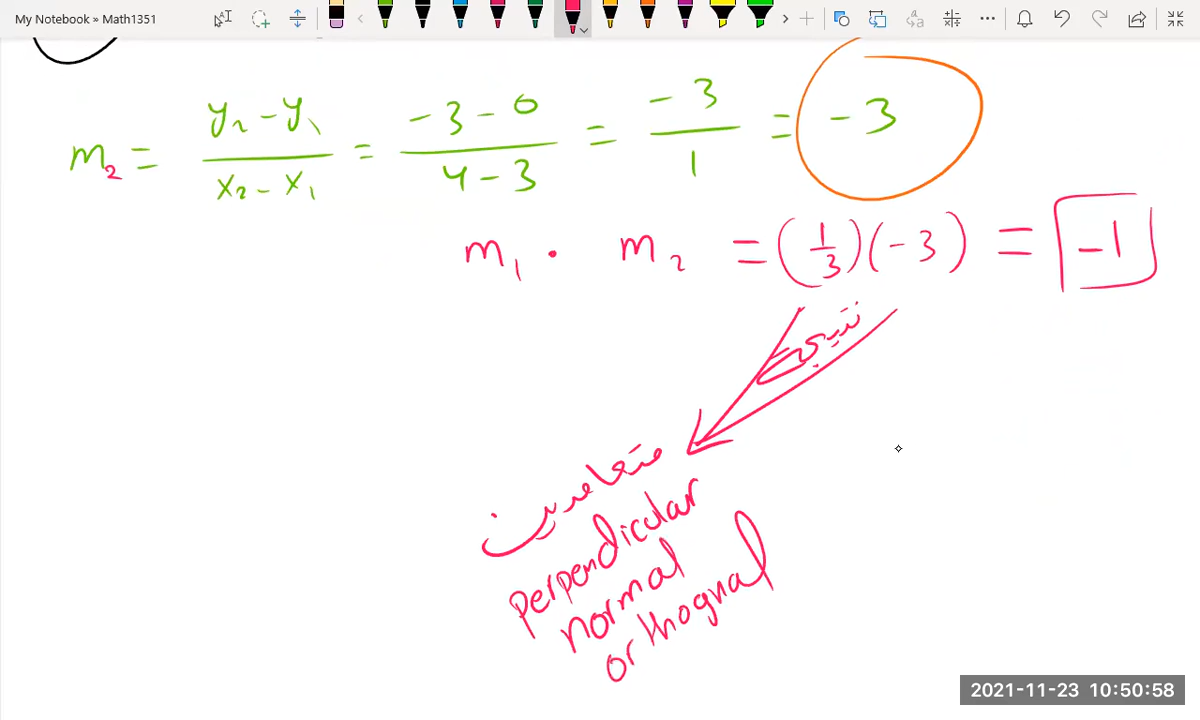 My Notebook » Math1351
m₂ = (y₂ - y₁)/(x₂ - x₁) = (-3 - 0)/(4 - 3) = -3/1 = -3
m₁ · m₂ = (1/3)(-3) = -1
نتيجة
متعامدين
perpendicular
normal
orthognal
2021-11-23 10:50:58